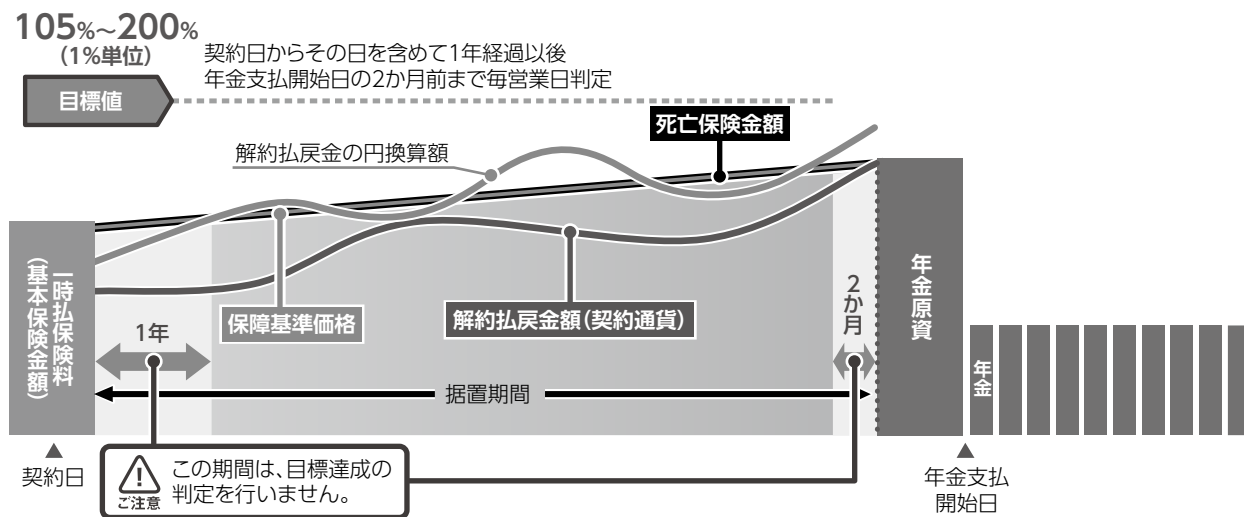 105%~200%
(1%単位)
目標値
契約日からその日を含めて1年経過以後
年金支払開始日の2か月前まで毎営業日判定
死亡保険金額
解約払戻金の円換算額
一時払保険料
(基本保険金額)
保障基準価格
解約払戻金額(契約通貨)
1年
2か月
年金原資
年金
据置期間
契約日
ご注意
この期間は、目標達成の
判定を行いません。
年金支払
開始日